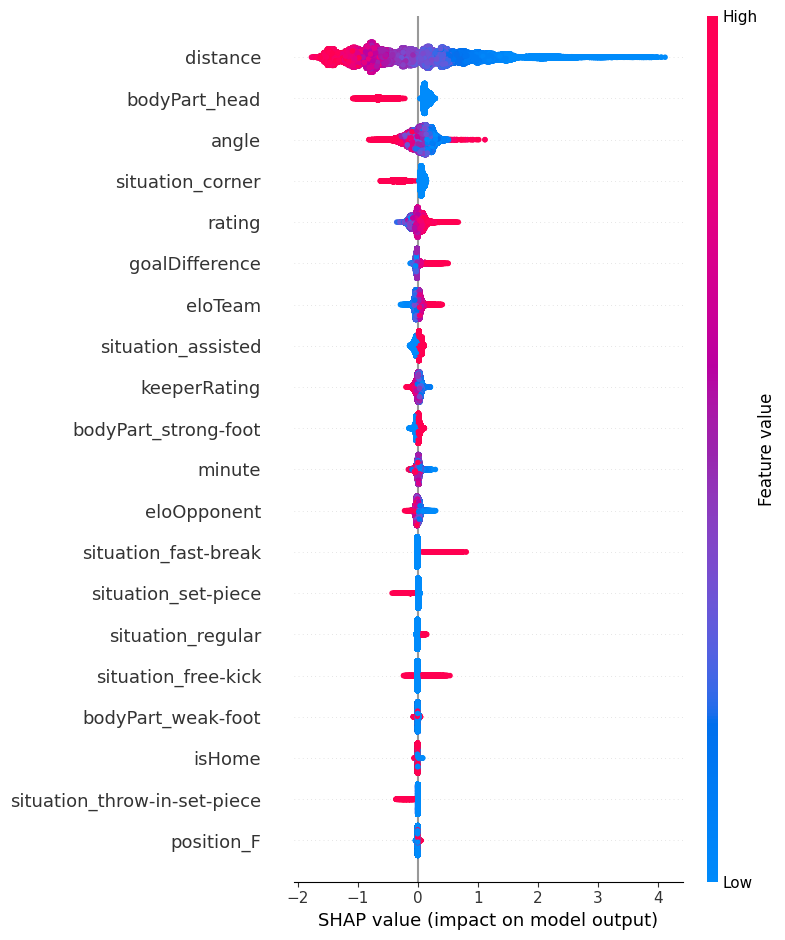 High
distance
bodyPart_head
angle
situation_corner
rating
goalDifference
eloTeam
situation_assisted
keeperRating
bodyPart_strong-foot
minute
eloOpponent
situation_fast-break
situation_set-piece
situation_regular
situation_free-kick
bodyPart_weak-foot
isHome
situation_throw-in-set-piece
position_F
Feature value
Low
−2 −1 0 1 2 3 4
SHAP value (impact on model output)